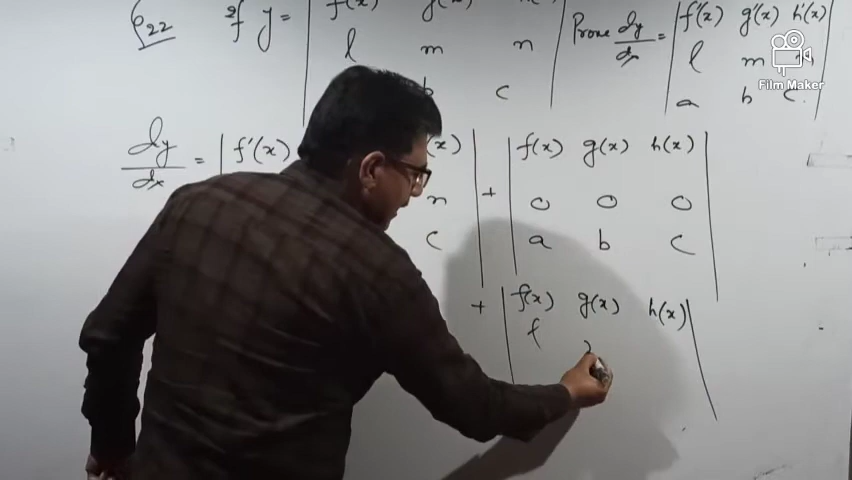 Q22 If y = | f(x) g(x) h(x) | Prove dy/dx = | f'(x) g'(x) h'(x) |
l m n l m n
b c a b c
Film Maker
dy/dx = | f'(x) (x) | + | f(x) g(x) h(x) |
n 0 0 0
c a b c
+ | f(x) g(x) h(x) |
l